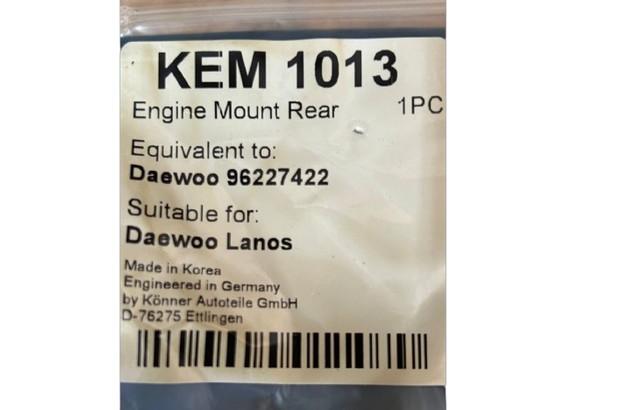 KEM 1013
Engine Mount Rear 1PC
Equivalent to:
Daewoo 96227422
Suitable for:
Daewoo Lanos
Made in Korea
Engineered in Germany
by Könner Autoteile GmbH
D-76275 Ettlingen